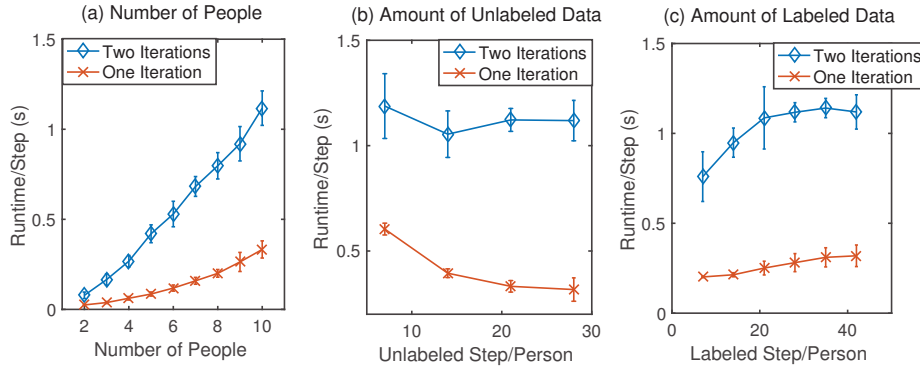 (a) Number of People
Two Iterations
One Iteration
Runtime/Step (s)
1.5
1
0.5
0
2
4
6
8
10
Number of People
(b) Amount of Unlabeled Data
Two Iterations
One Iteration
Runtime/Step (s)
1.5
1
0.5
0
10
20
30
Unlabeled Step/Person
(c) Amount of Labeled Data
Two Iterations
One Iteration
Runtime/Step (s)
1.5
1
0.5
0
0
20
40
Labeled Step/Person